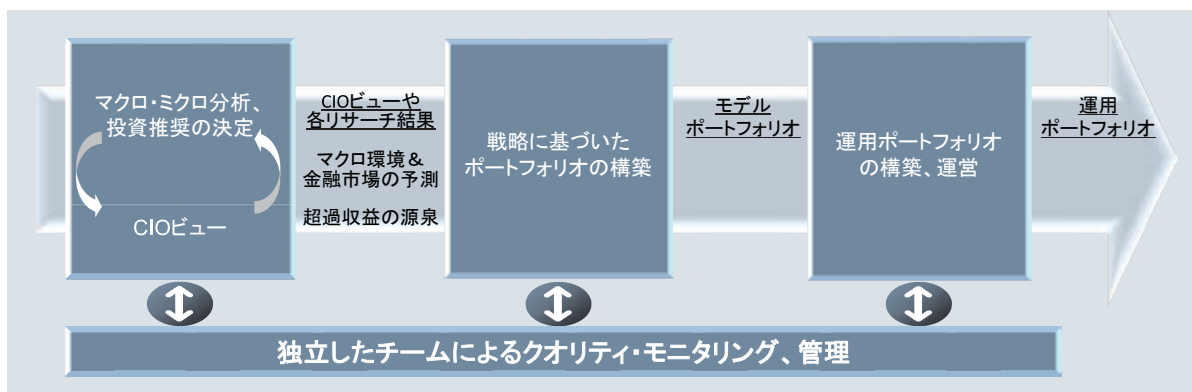 マクロ・ミクロ分析、
投資推奨の決定
CIOビュー
CIOビューや
各リサーチ結果
マクロ環境&
金融市場の予測
超過収益の源泉
戦略に基づいた
ポートフォリオの構築
モデル
ポートフォリオ
運用ポートフォリオ
の構築、運営
運用
ポートフォリオ
独立したチームによるクオリティ・モニタリング、管理